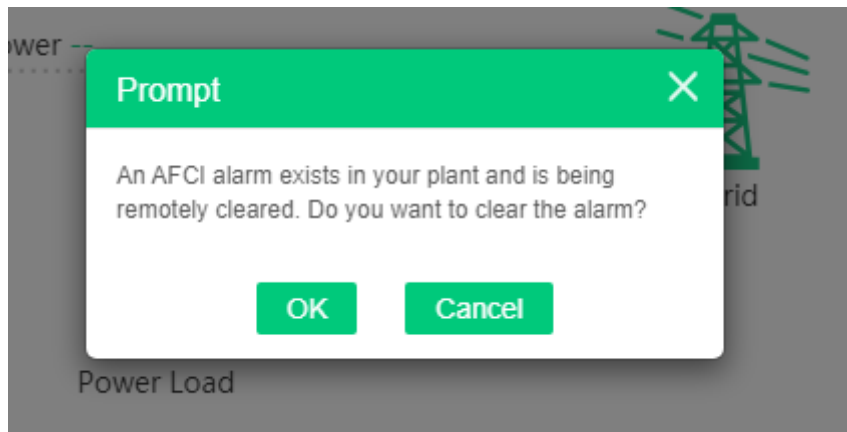 ower --
Prompt
An AFCI alarm exists in your plant and is being
remotely cleared. Do you want to clear the alarm?
rid
OK
Cancel
Power Load